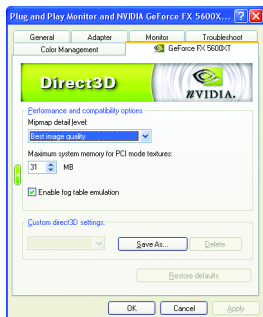 Plug and Play Monitor and NVIDIA GeForce FX 5600X...
General Adapter Monitor Troubleshoot
Color Management GeForce FX 5600XT
Direct3D
NVIDIA.
Performance and compatibility options
Mipmap detail level:
Best image quality
Maximum system memory for PCI mode textures:
31 MB
Enable fog table emulation
Custom direct3D settings:
Save As... Delete
Restore defaults
OK Cancel Apply